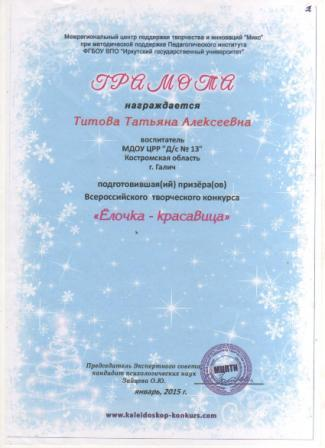 Межрегиональный центр поддержки творчества и инноваций "Микс"
при методической поддержке Педагогического института
ФГБОУ ВПО "Иркутский государственный университет"
ГРАМОТА
награждается
Титова Татьяна Алексеевна
воспитатель
МДОУ ЦРР "Д/с № 13"
Костромская область
г. Галич
подготовившая(ий) призёра(ов)
Всероссийского творческого конкурса
«Ёлочка - красавица»
Председатель Экспертного совета,
кандидат психологических наук
Зайцева О.Ю.
МЦПТИ
январь, 2015 г.
www.kaleidoskop-konkurs.com